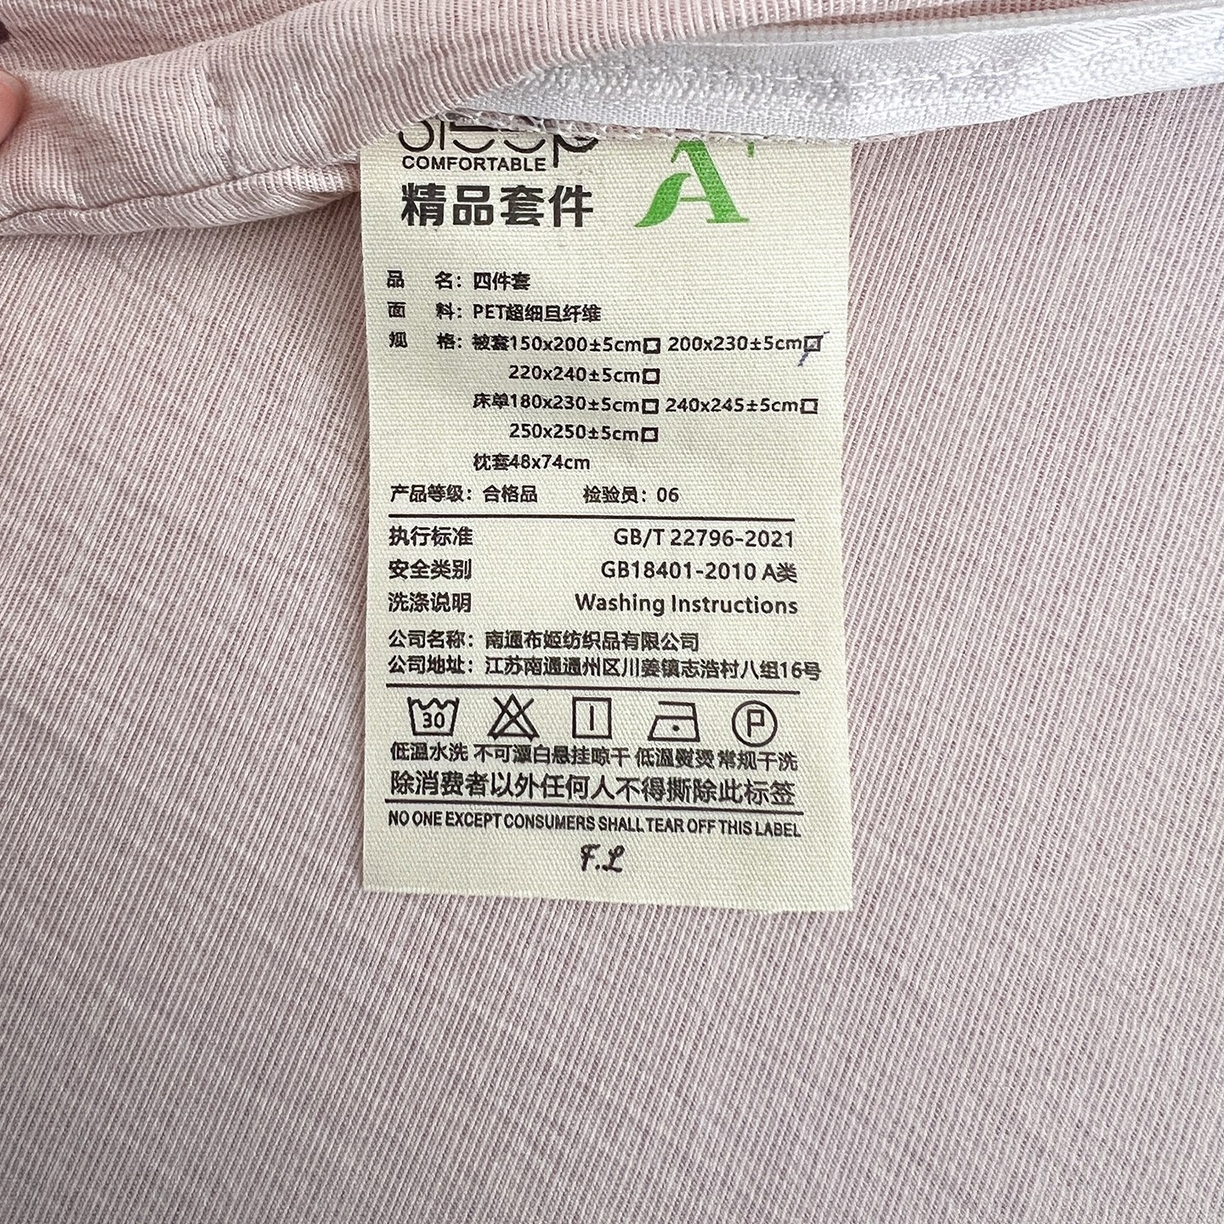 Sleep
COMFORTABLE
精品套件 A
品 名：四件套
面 料：PET超细旦纤维
规 格：被套150x200±5cm□ 200x230±5cm□
220x240±5cm□
床单180x230±5cm□ 240x245±5cm□
250x250±5cm□
枕套48x74cm
产品等级：合格品 检验员：06
执行标准 GB/T 22796-2021
安全类别 GB18401-2010 A类
洗涤说明 Washing Instructions
公司名称：南通布姬纺织品有限公司
公司地址：江苏南通通州区川姜镇志浩村八组16号
30 P
低温水洗 不可漂白 悬挂晾干 低温熨烫 常规干洗
除消费者以外任何人不得撕除此标签
NO ONE EXCEPT CONSUMERS SHALL TEAR OFF THIS LABEL
F.L